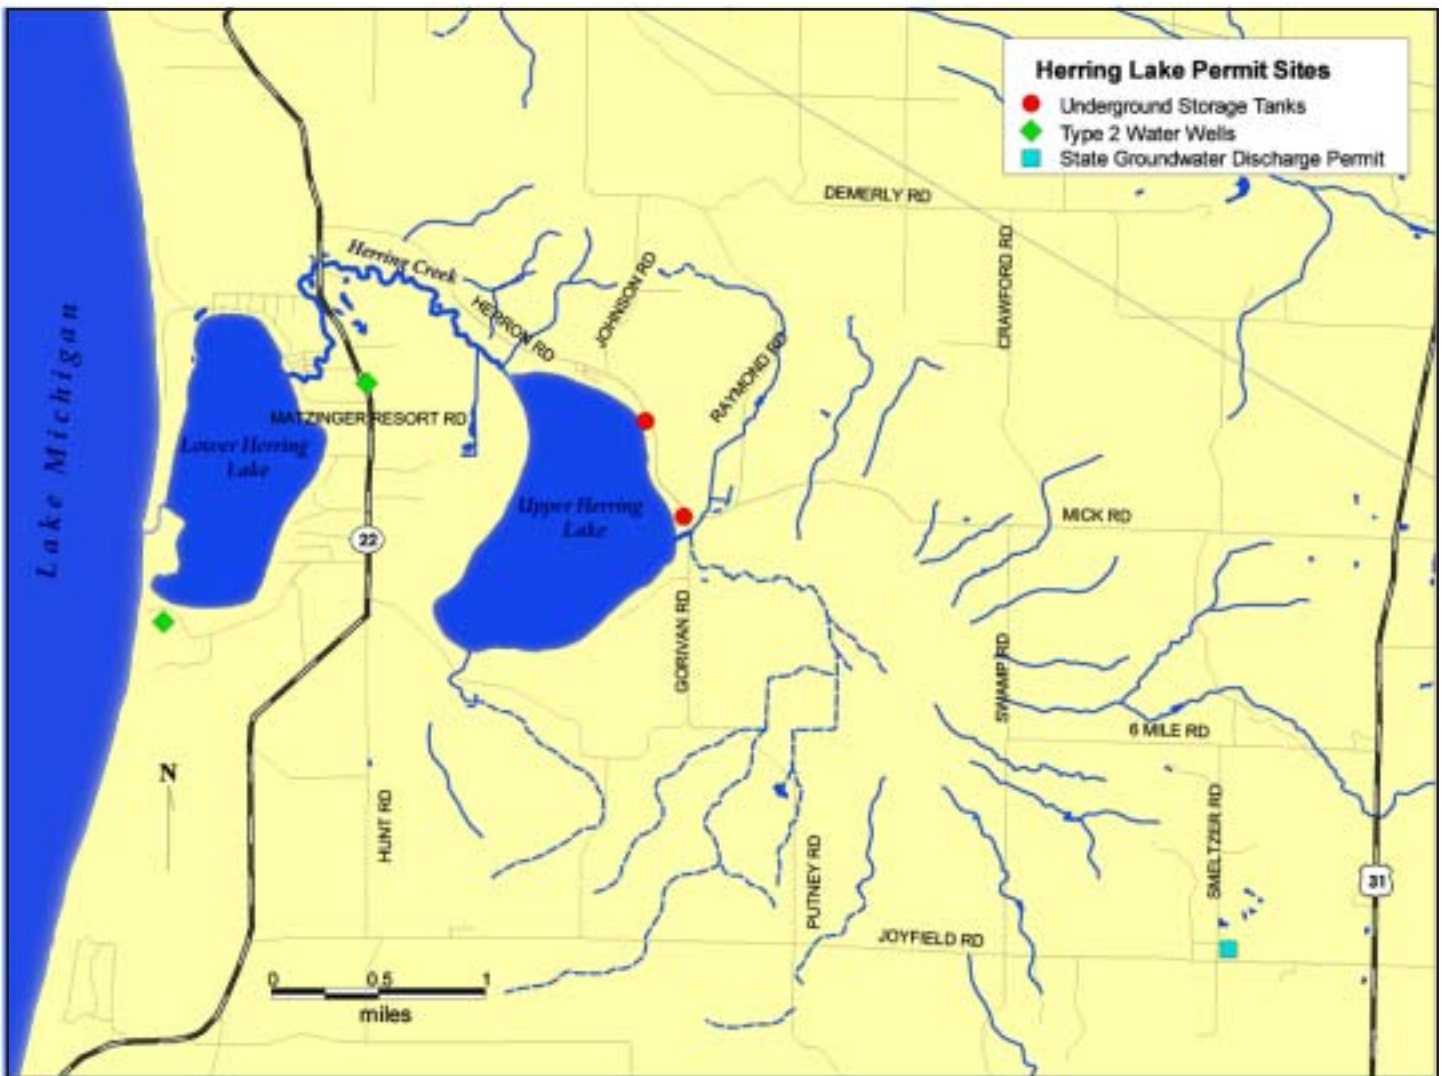 Herring Lake Permit Sites
Underground Storage Tanks
Type 2 Water Wells
State Groundwater Discharge Permit
DEMERLY RD
Herring Creek
CRAWFORD RD
JOHNSON RD
HERRON RD
Lake Michigan
RAYMOND RD
MATZINGER RESORT RD
Lower Herring
Lake
Upper Herring
Lake
MICK RD
22
GORIVAN RD
SWAMP RD
6 MILE RD
N
HUNT RD
SMELTZER RD
PUTNEY RD
31
JOYFIELD RD
0 0.5 1
miles